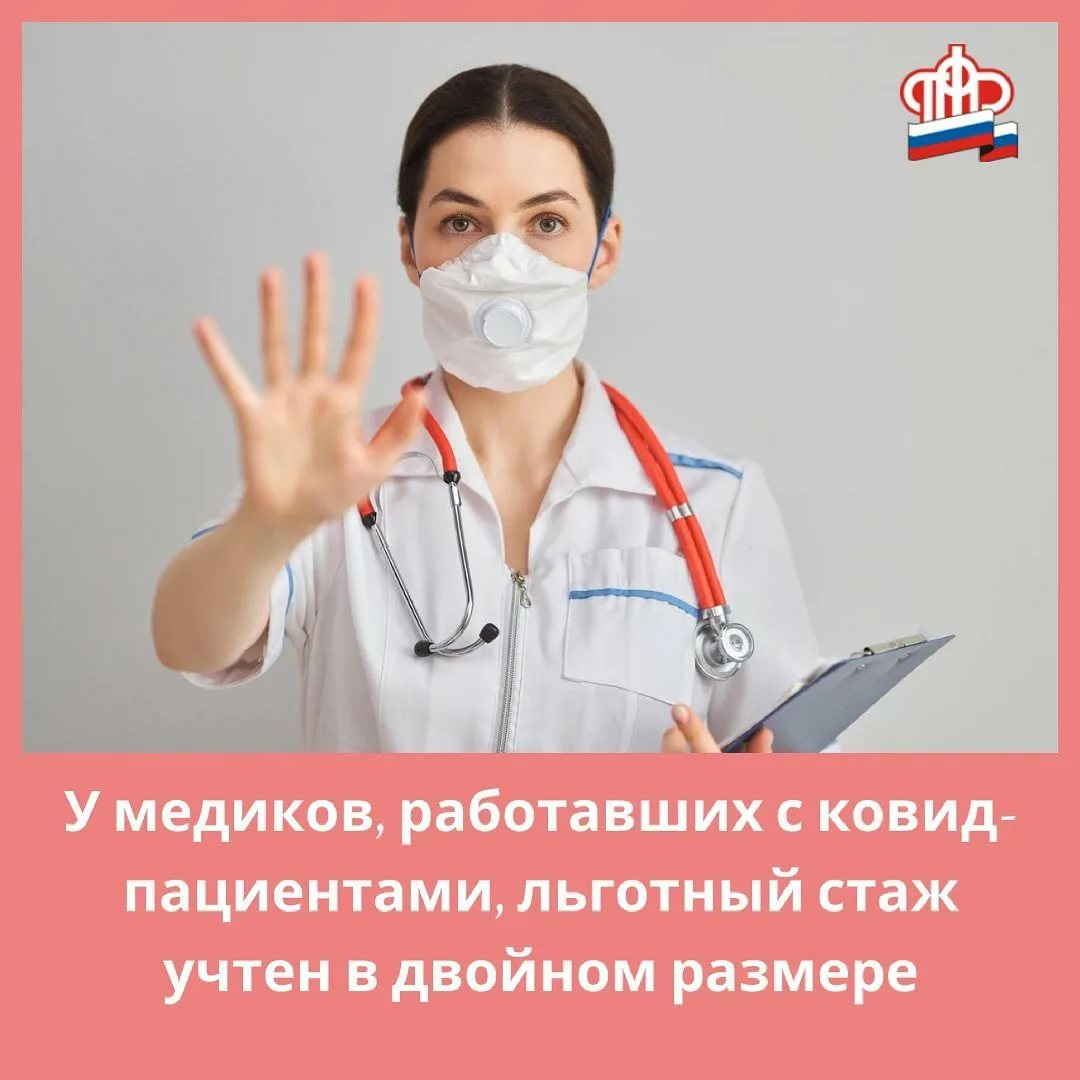 У медиков, работавших с ковид-
пациентами, льготный стаж
учтен в двойном размере